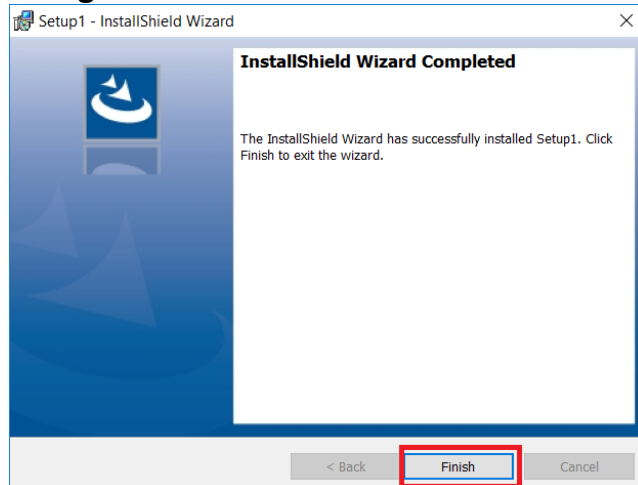 Setup1 - InstallShield Wizard
InstallShield Wizard Completed
The InstallShield Wizard has successfully installed Setup1. Click
Finish to exit the wizard.
< Back
Finish
Cancel